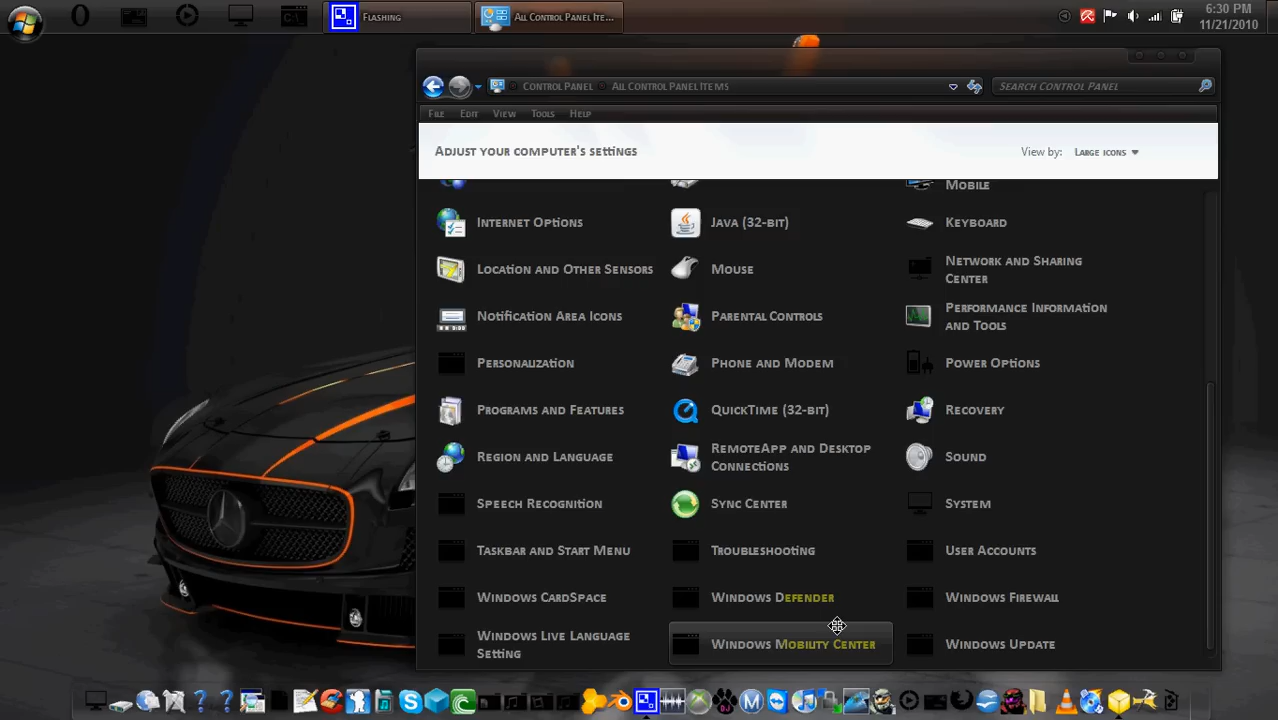 FLASHING
ALL CONTROL PANEL ITE...
6:30 PM
11/21/2010
CONTROL PANEL
ALL CONTROL PANEL ITEMS
SEARCH CONTROL PANEL
FILE
EDIT
VIEW
TOOLS
HELP
ADJUST YOUR COMPUTER'S SETTINGS
View by: LARGE ICONS
MOBILE
INTERNET OPTIONS
JAVA (32-BIT)
KEYBOARD
LOCATION AND OTHER SENSORS
MOUSE
NETWORK AND SHARING
CENTER
NOTIFICATION AREA ICONS
PARENTAL CONTROLS
PERFORMANCE INFORMATION
AND TOOLS
PERSONALIZATION
PHONE AND MODEM
POWER OPTIONS
PROGRAMS AND FEATURES
QUICKTIME (32-BIT)
RECOVERY
REGION AND LANGUAGE
REMOTEAPP AND DESKTOP
CONNECTIONS
SOUND
SPEECH RECOGNITION
SYNC CENTER
SYSTEM
TASKBAR AND START MENU
TROUBLESHOOTING
USER ACCOUNTS
WINDOWS CARDSPACE
WINDOWS DEFENDER
WINDOWS FIREWALL
WINDOWS LIVE LANGUAGE
SETTING
WINDOWS MOBILITY CENTER
WINDOWS UPDATE